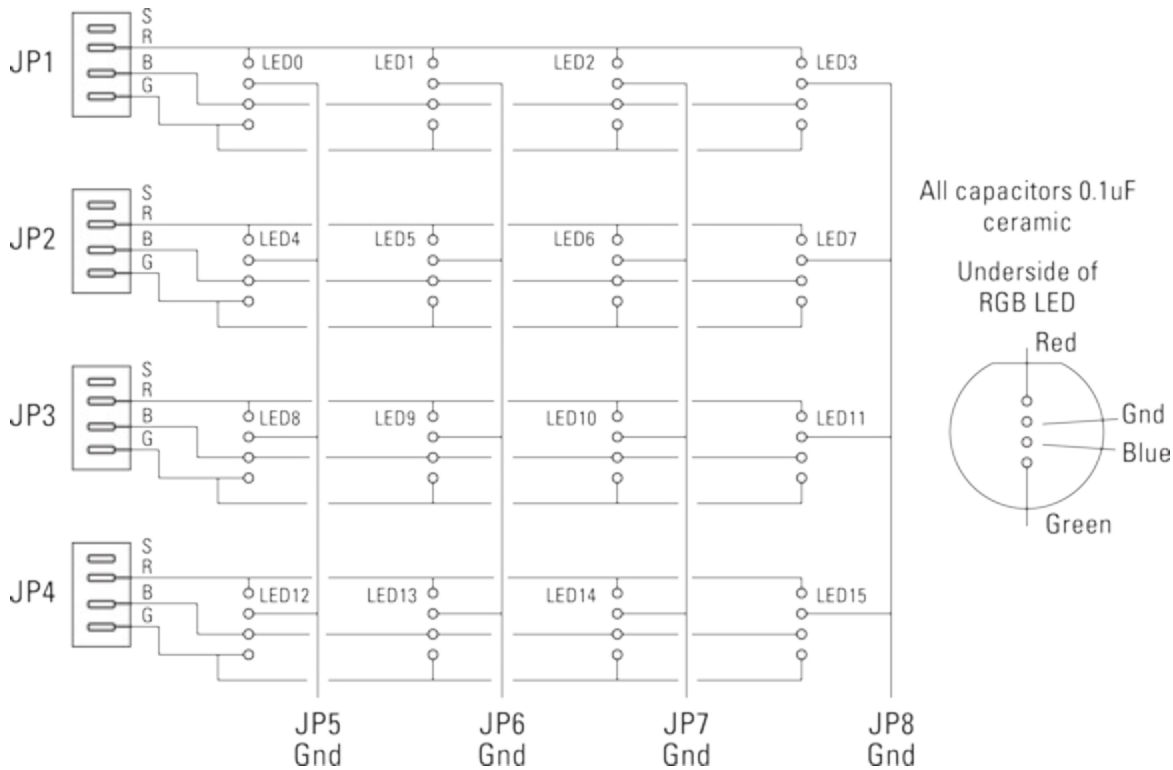 S
R
JP1
B
G
LED0
LED1
LED2
LED3
S
R
JP2
B
G
LED4
LED5
LED6
LED7
All capacitors 0.1uF
ceramic
Underside of
RGB LED
Red
Gnd
Blue
Green
S
R
JP3
B
G
LED8
LED9
LED10
LED11
S
R
JP4
B
G
LED12
LED13
LED14
LED15
JP5
Gnd
JP6
Gnd
JP7
Gnd
JP8
Gnd